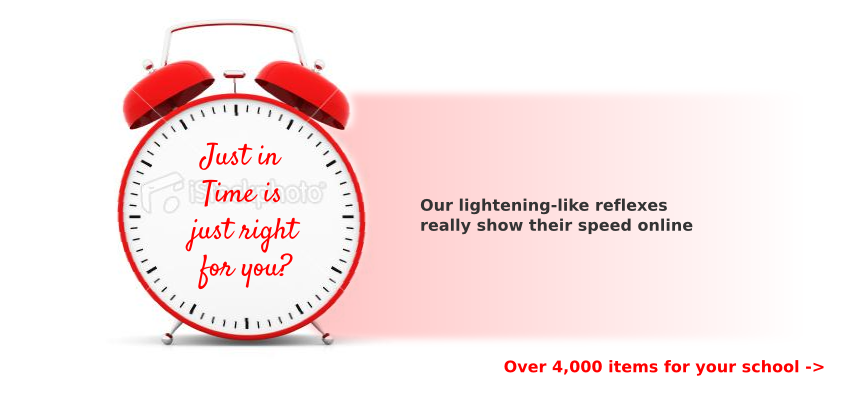 Just in
Time is
just right
for you?
iStockphoto
Our lightening-like reflexes
really show their speed online
Over 4,000 items for your school ->